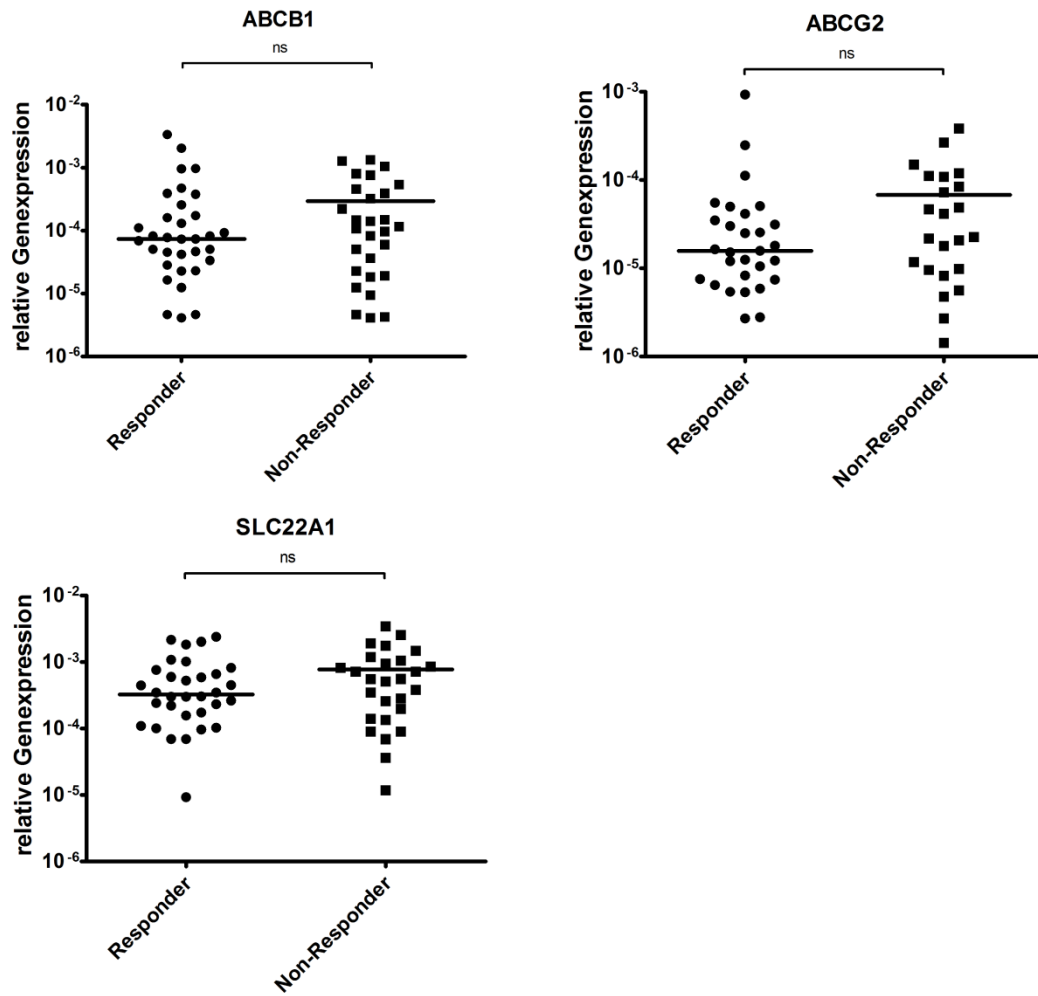 ABCB1
ns
relative Genexpression
10⁻²
10⁻³
10⁻⁴
10⁻⁵
10⁻⁶
Responder
Non-Responder
ABCG2
ns
relative Genexpression
10⁻³
10⁻⁴
10⁻⁵
10⁻⁶
Responder
Non-Responder
SLC22A1
ns
relative Genexpression
10⁻²
10⁻³
10⁻⁴
10⁻⁵
10⁻⁶
Responder
Non-Responder